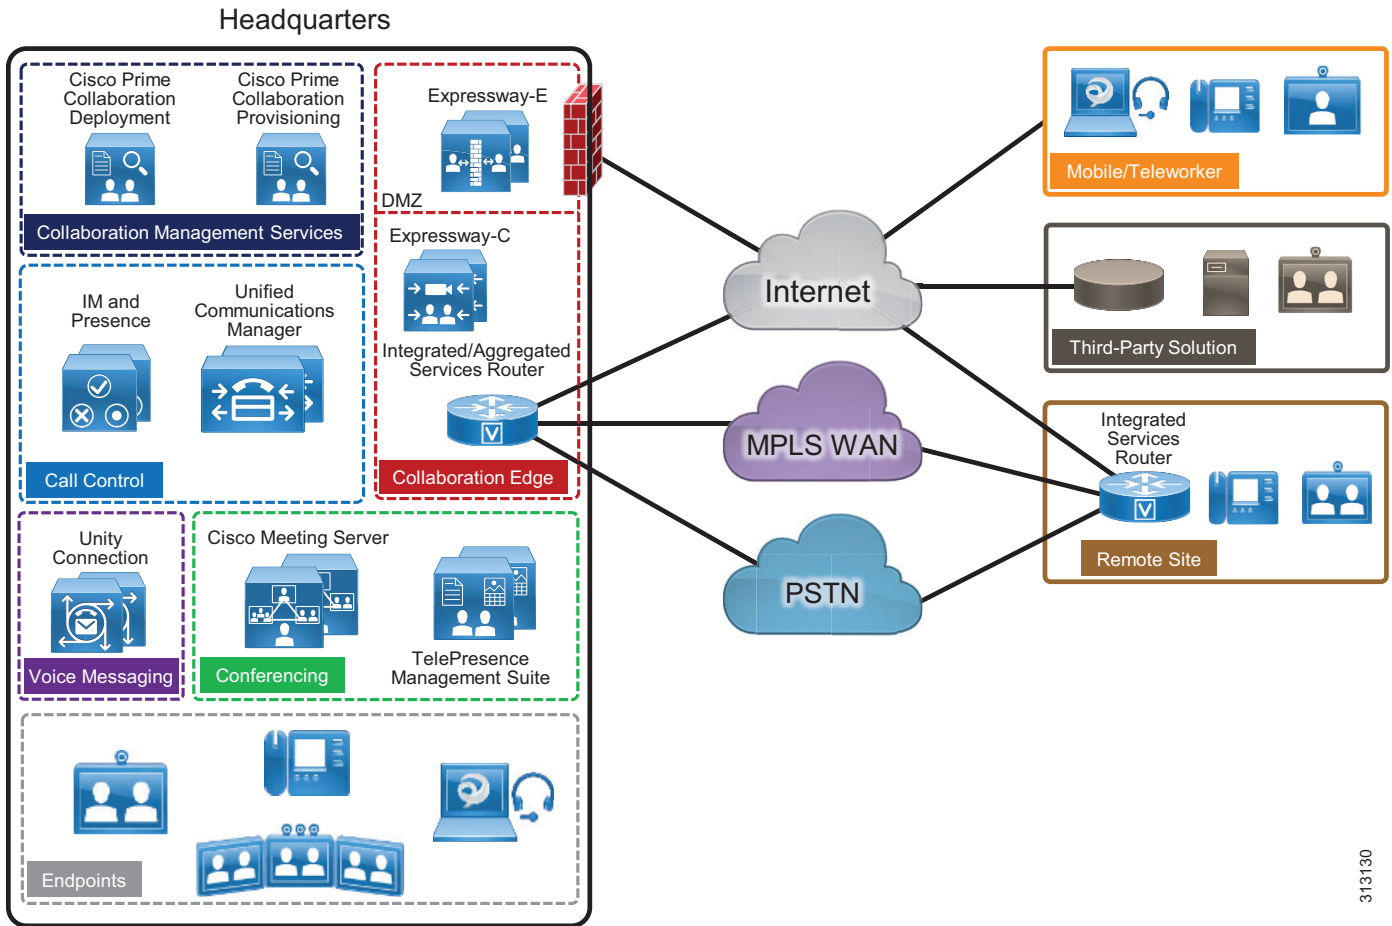 Headquarters
Cisco Prime
Collaboration
Deployment
Cisco Prime
Collaboration
Provisioning
Collaboration Management Services
Expressway-E
DMZ
Expressway-C
Integrated/Aggregated
Services Router
V
Collaboration Edge
IM and
Presence
Unified
Communications
Manager
Call Control
Unity
Connection
Voice Messaging
Cisco Meeting Server
Conferencing
TelePresence
Management Suite
Endpoints
Internet
MPLS WAN
PSTN
Mobile/Teleworker
Third-Party Solution
Integrated
Services
Router
V
Remote Site
313130